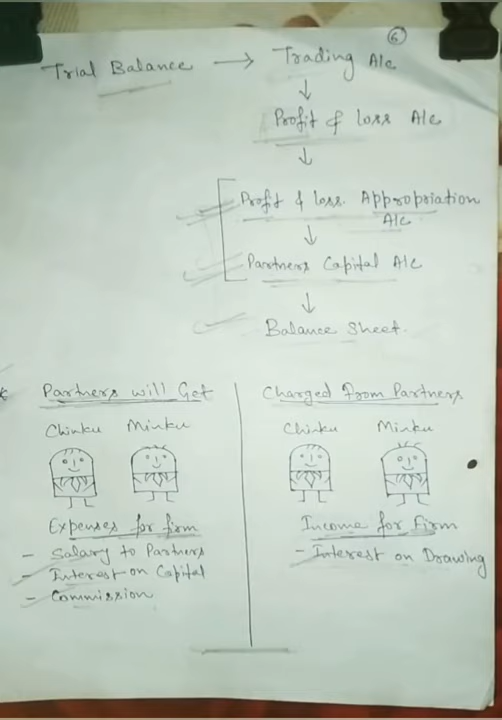 6
Trial Balance → Trading A/c
↓
Profit & loss A/c
↓
Profit & loss. Appropriation
A/c.
↓
Partners Capital A/c
↓
Balance Sheet.
Partners will Get
Chinku Minku
Expenses for firm
- Salary to Partners
- Interest on Capital
- Commission
Charged From Partners
Chinku Minku
Income for Firm
- Interest on Drawing